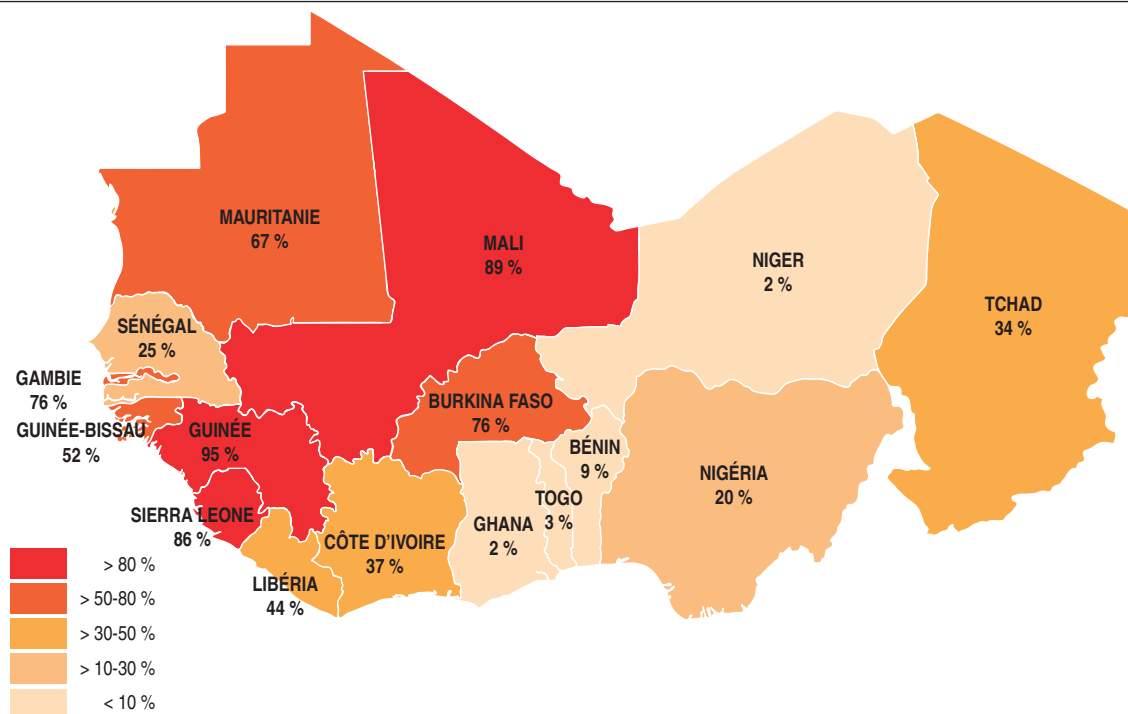 MAURITANIE
67 %
MALI
89 %
NIGER
2 %
TCHAD
34 %
SÉNÉGAL
25 %
GAMBIE
76 %
GUINÉE-BISSAU
52 %
GUINÉE
95 %
BURKINA FASO
76 %
BÉNIN
9 %
NIGÉRIA
20 %
TOGO
3 %
GHANA
2 %
SIERRA LEONE
86 %
CÔTE D'IVOIRE
37 %
LIBÉRIA
44 %
> 80 %
> 50-80 %
> 30-50 %
> 10-30 %
< 10 %